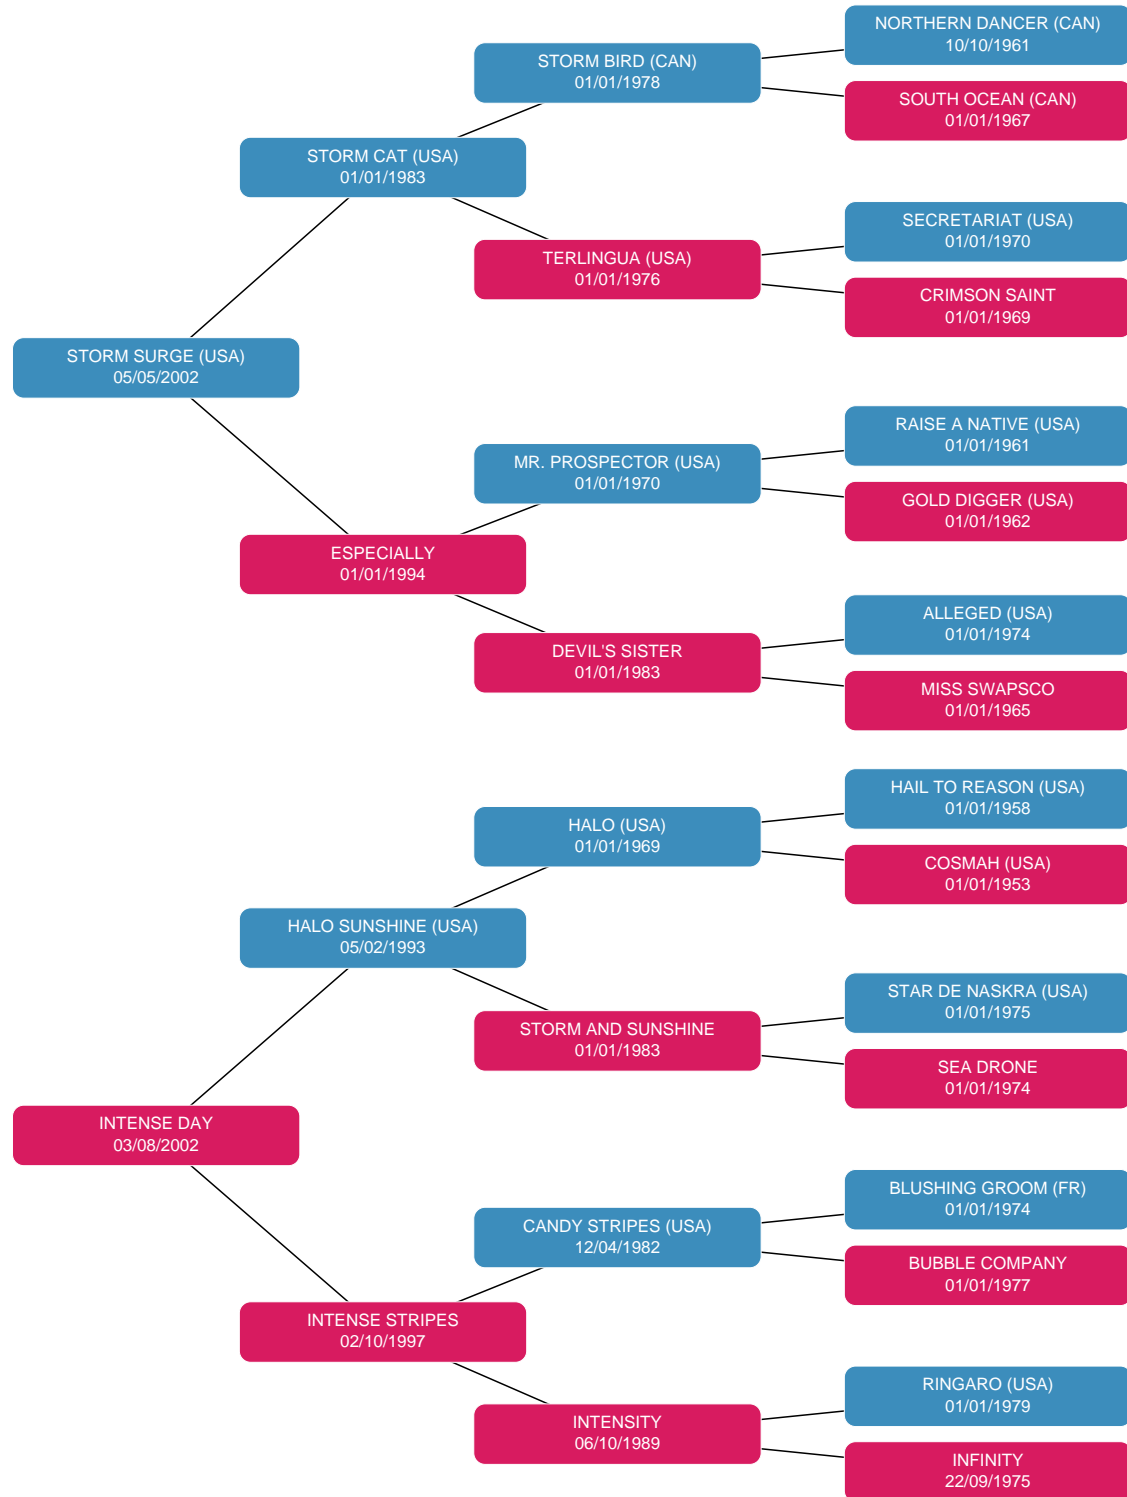 NORTHERN DANCER (CAN)
10/10/1961
STORM BIRD (CAN)
01/01/1978
SOUTH OCEAN (CAN)
01/01/1967
STORM CAT (USA)
01/01/1983
SECRETARIAT (USA)
01/01/1970
TERLINGUA (USA)
01/01/1976
CRIMSON SAINT
01/01/1969
STORM SURGE (USA)
05/05/2002
RAISE A NATIVE (USA)
01/01/1961
MR. PROSPECTOR (USA)
01/01/1970
GOLD DIGGER (USA)
01/01/1962
ESPECIALLY
01/01/1994
ALLEGED (USA)
01/01/1974
DEVIL'S SISTER
01/01/1983
MISS SWAPSCO
01/01/1965
HAIL TO REASON (USA)
01/01/1958
HALO (USA)
01/01/1969
COSMAH (USA)
01/01/1953
HALO SUNSHINE (USA)
05/02/1993
STAR DE NASKRA (USA)
01/01/1975
STORM AND SUNSHINE
01/01/1983
SEA DRONE
01/01/1974
INTENSE DAY
03/08/2002
BLUSHING GROOM (FR)
01/01/1974
CANDY STRIPES (USA)
12/04/1982
BUBBLE COMPANY
01/01/1977
INTENSE STRIPES
02/10/1997
RINGARO (USA)
01/01/1979
INTENSITY
06/10/1989
INFINITY
22/09/1975